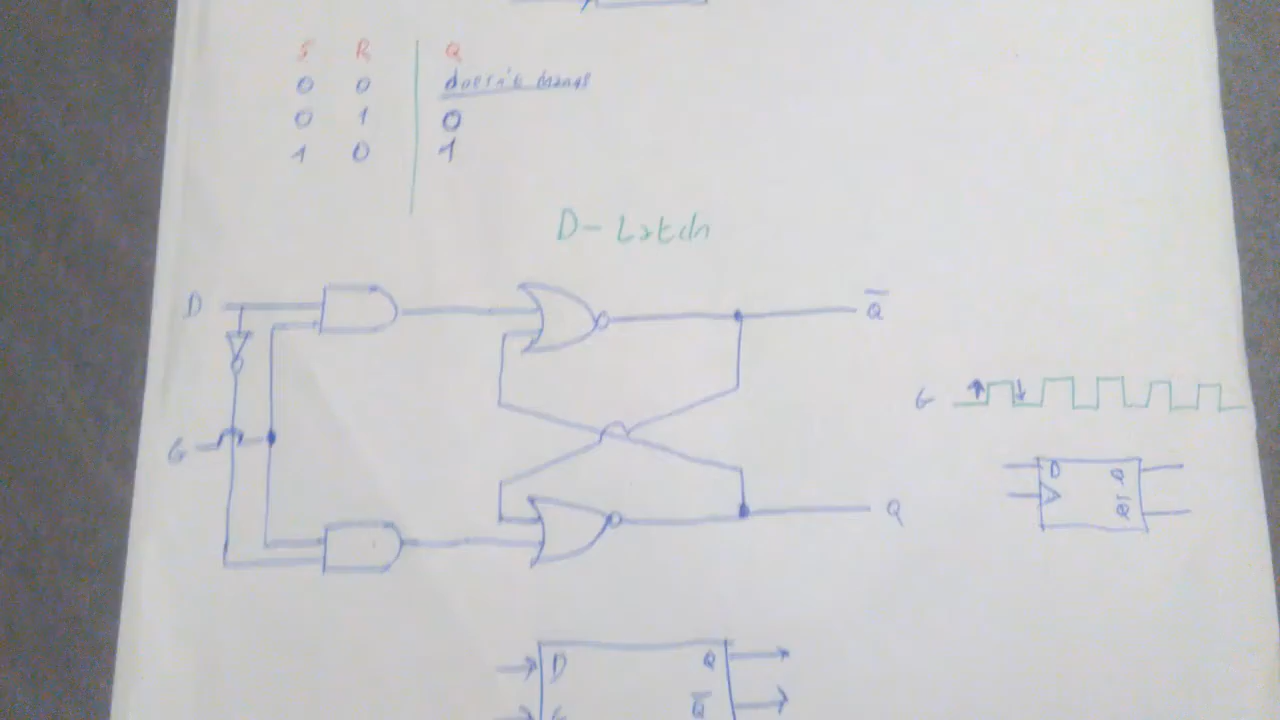 S R Q
0 0 doesn't change
0 1 0
1 0 1
D-Latch
D
Q̅
G
Q
G
D Q
Q̅
D Q
G Q̅